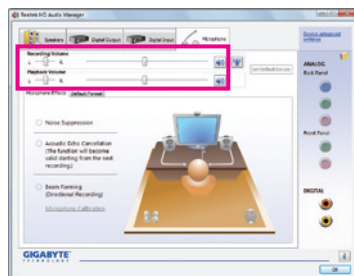 Realtek HD Audio Manager
Speakers
Digital Output
Digital Input
Microphone
Device advanced
settings
Recording Volume
L
R
Set Default Device
Playback Volume
L
R
Microphone Effects
Default Format
ANALOG
Back Panel
Noise Suppression
Acoustic Echo Cancellation
(The function will become
valid starting from the next
recording.)
Front Panel
Beam Forming
(Directional Recording)
Microphone Calibration
DIGITAL
GIGABYTE
TECHNOLOGY
i
OK